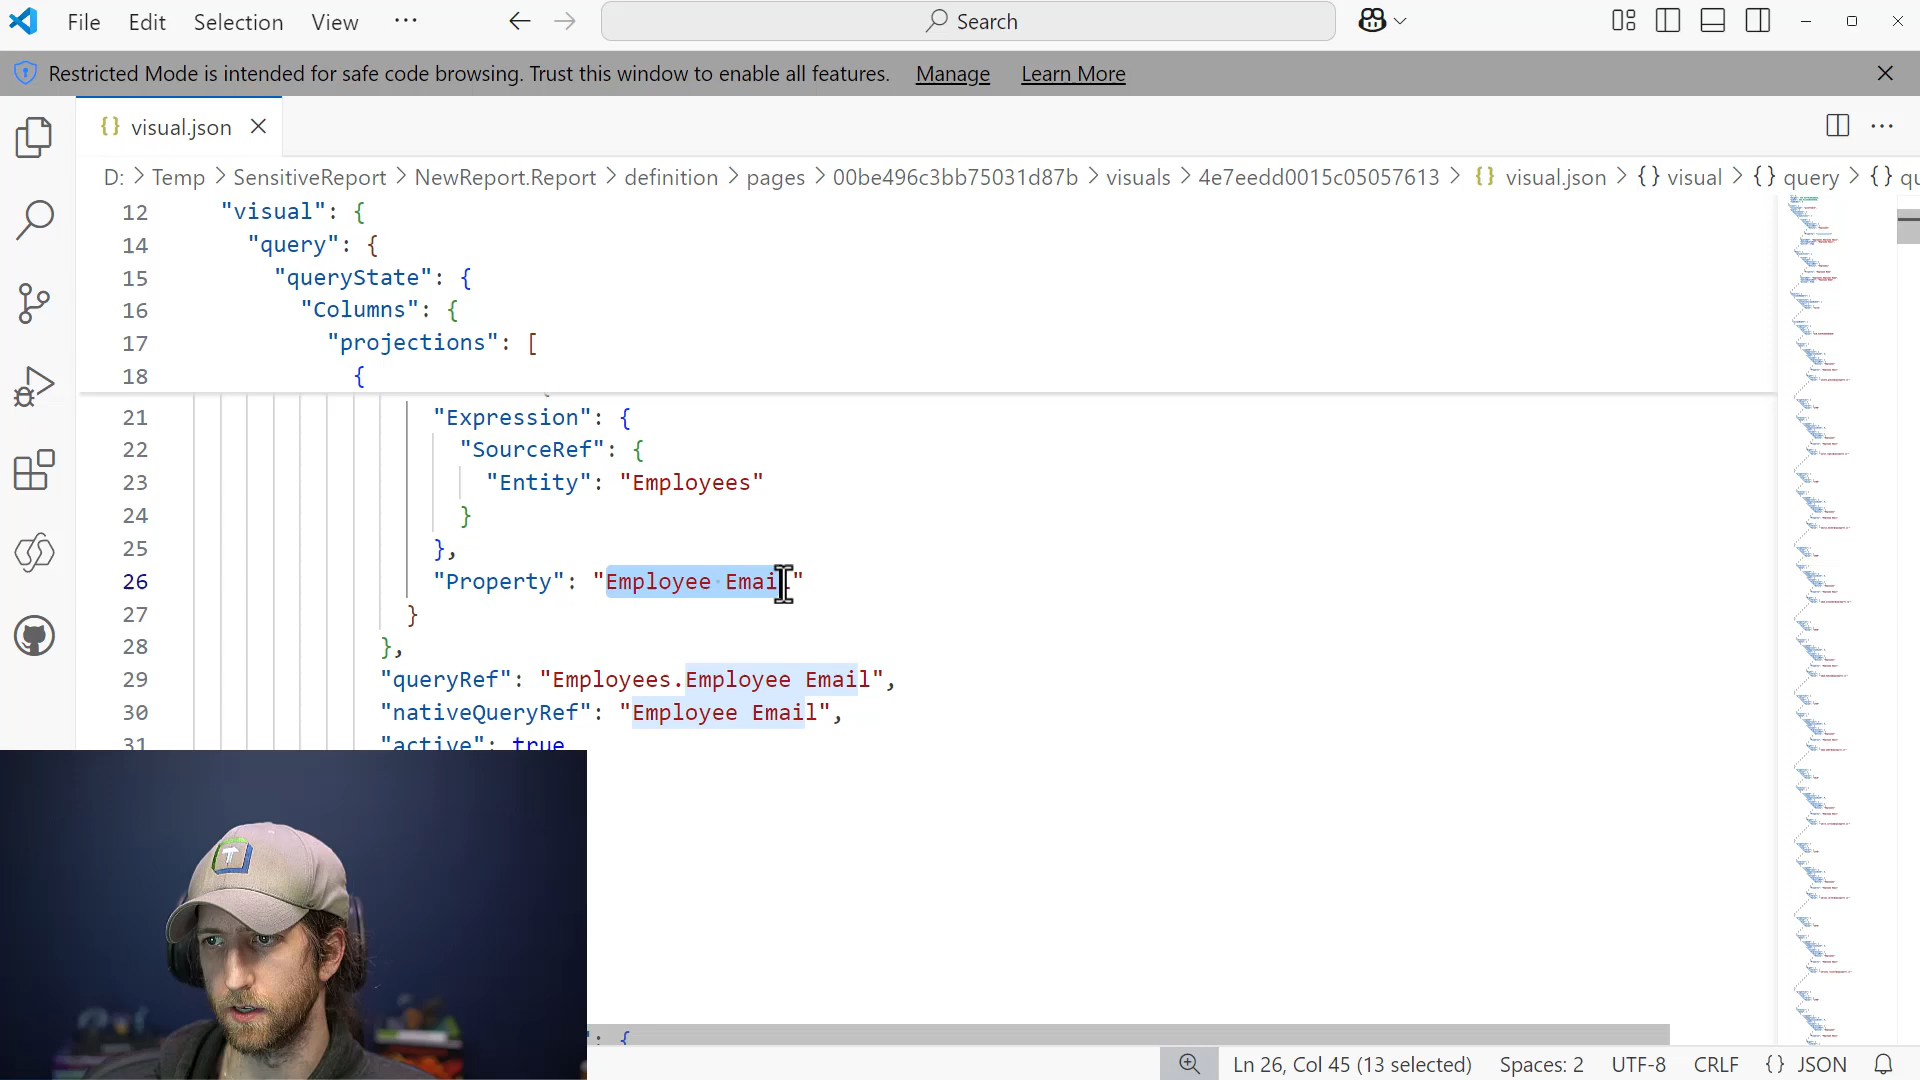 File Edit Selection View ··· Search
Restricted Mode is intended for safe code browsing. Trust this window to enable all features. Manage Learn More
{} visual.json
D: > Temp > SensitiveReport > NewReport.Report > definition > pages > 00be496c3bb75031d87b > visuals > 4e7eedd0015c05057613 > {} visual.json > {} visual > {} query > {} qu
12 "visual": {
14 "query": {
15 "queryState": {
16 "Columns": {
17 "projections": [
18 {
21 "Expression": {
22 "SourceRef": {
23 "Entity": "Employees"
24 }
25 },
26 "Property": "Employee Email"
27 }
28 },
29 "queryRef": "Employees.Employee Email",
30 "nativeQueryRef": "Employee Email",
31 "active": true
": {
Ln 26, Col 45 (13 selected) Spaces: 2 UTF-8 CRLF {} JSON